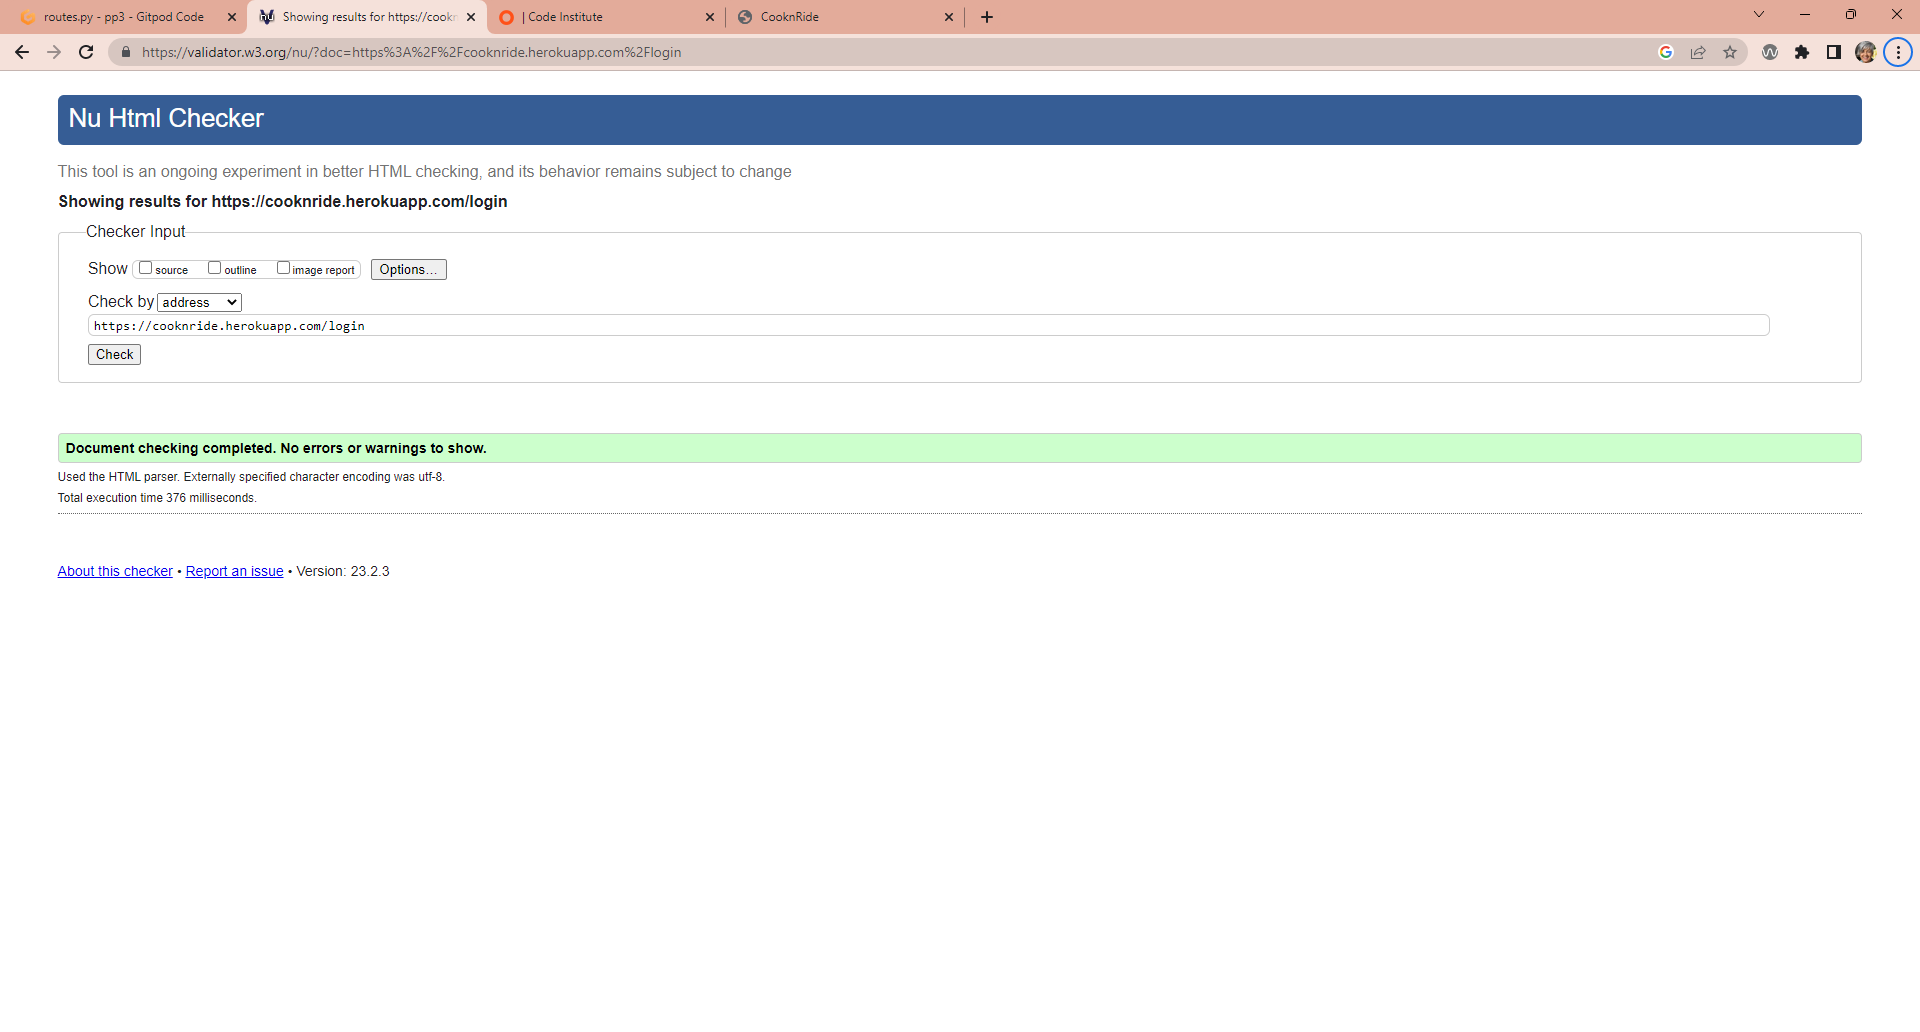 routes.py - pp3 - Gitpod Code
Showing results for https://cookn
| Code Institute
CooknRide
https://validator.w3.org/nu/?doc=https%3A%2F%2Fcooknride.herokuapp.com%2Flogin
Nu Html Checker
This tool is an ongoing experiment in better HTML checking, and its behavior remains subject to change
Showing results for https://cooknride.herokuapp.com/login
Checker Input
Show source outline image report Options...
Check by address
https://cooknride.herokuapp.com/login
Check
Document checking completed. No errors or warnings to show.
Used the HTML parser. Externally specified character encoding was utf-8.
Total execution time 376 milliseconds.
About this checker • Report an issue • Version: 23.2.3